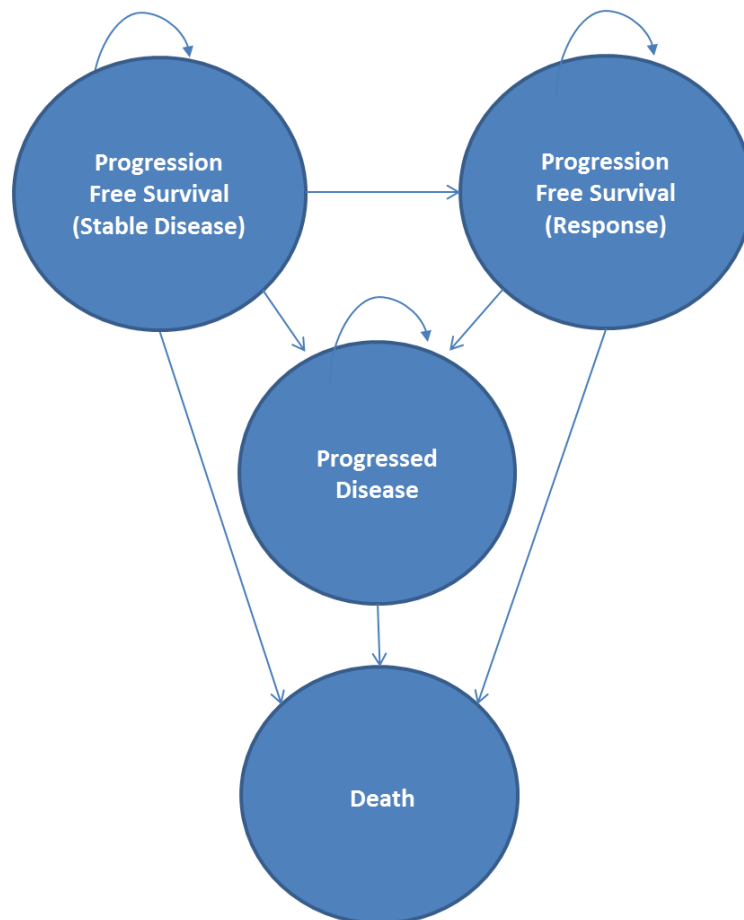 Progression
Free Survival
(Stable Disease)
Progression
Free Survival
(Response)
Progressed
Disease
Death